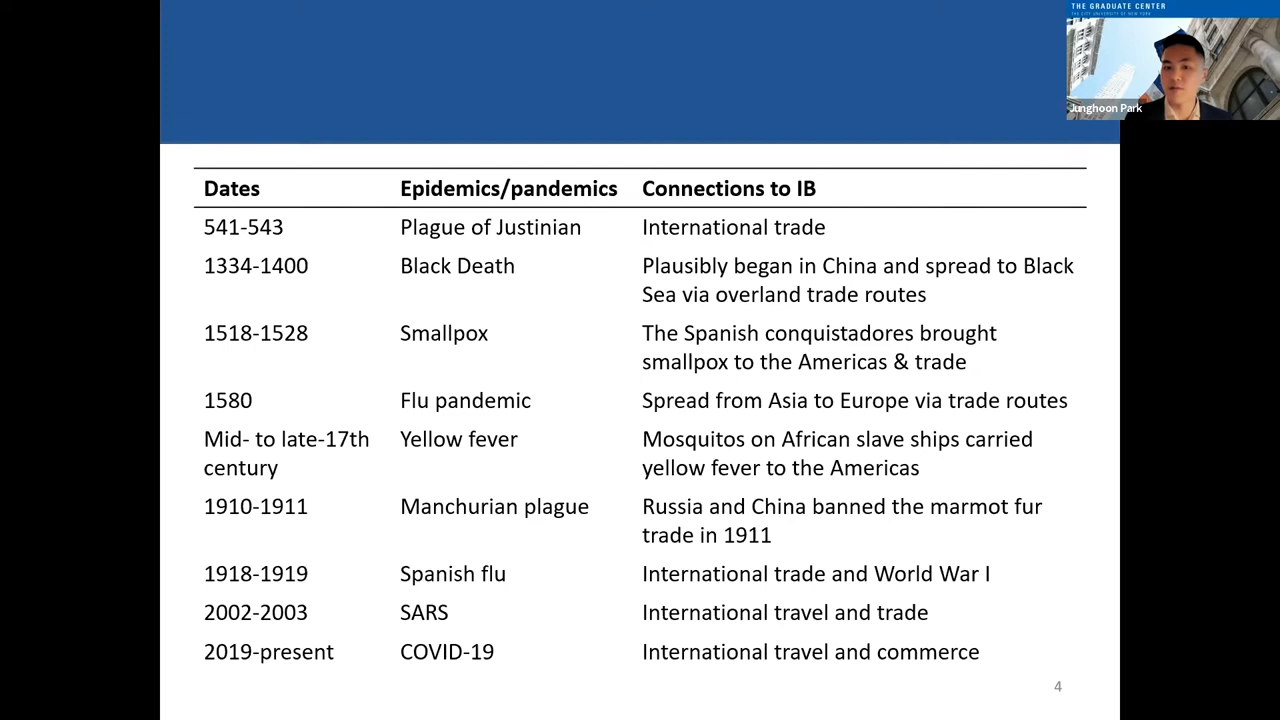 THE GRADUATE CENTER
THE CITY UNIVERSITY OF NEW YORK
Junghoon Park
Dates Epidemics/pandemics Connections to IB
541-543 Plague of Justinian International trade
1334-1400 Black Death Plausibly began in China and spread to Black
Sea via overland trade routes
1518-1528 Smallpox The Spanish conquistadores brought
smallpox to the Americas & trade
1580 Flu pandemic Spread from Asia to Europe via trade routes
Mid- to late-17th Yellow fever Mosquitos on African slave ships carried
century yellow fever to the Americas
1910-1911 Manchurian plague Russia and China banned the marmot fur
trade in 1911
1918-1919 Spanish flu International trade and World War I
2002-2003 SARS International travel and trade
2019-present COVID-19 International travel and commerce
4